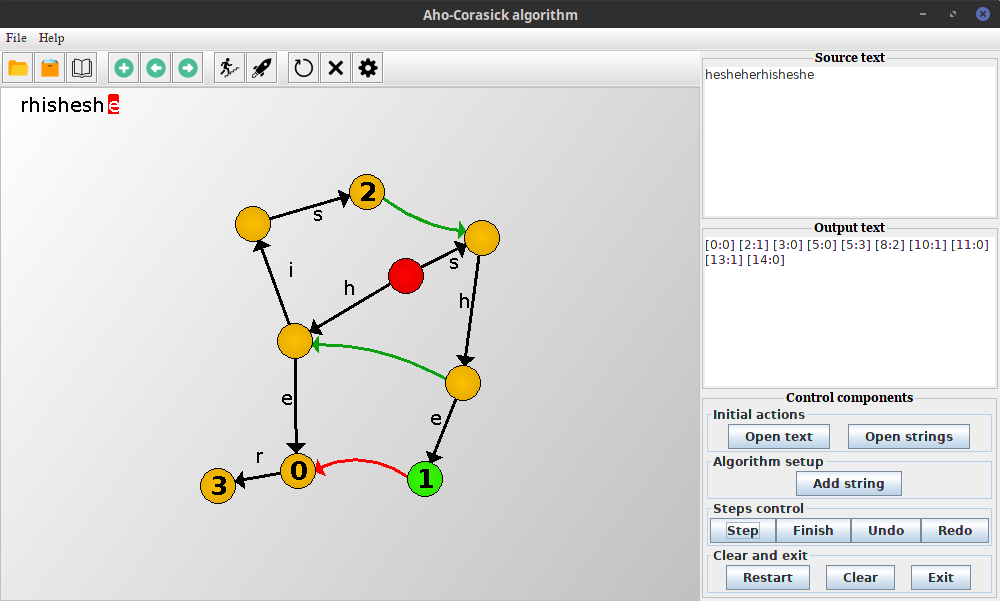 Aho-Corasick algorithm
File Help
rhisheshe
2
s
s
i
h
h
e
e
r
0
1
3
Source text
hesheherhisheshe
Output text
[0:0] [2:1] [3:0] [5:0] [5:3] [8:2] [10:1] [11:0]
[13:1] [14:0]
Control components
Initial actions
Open text Open strings
Algorithm setup
Add string
Steps control
Step Finish Undo Redo
Clear and exit
Restart Clear Exit